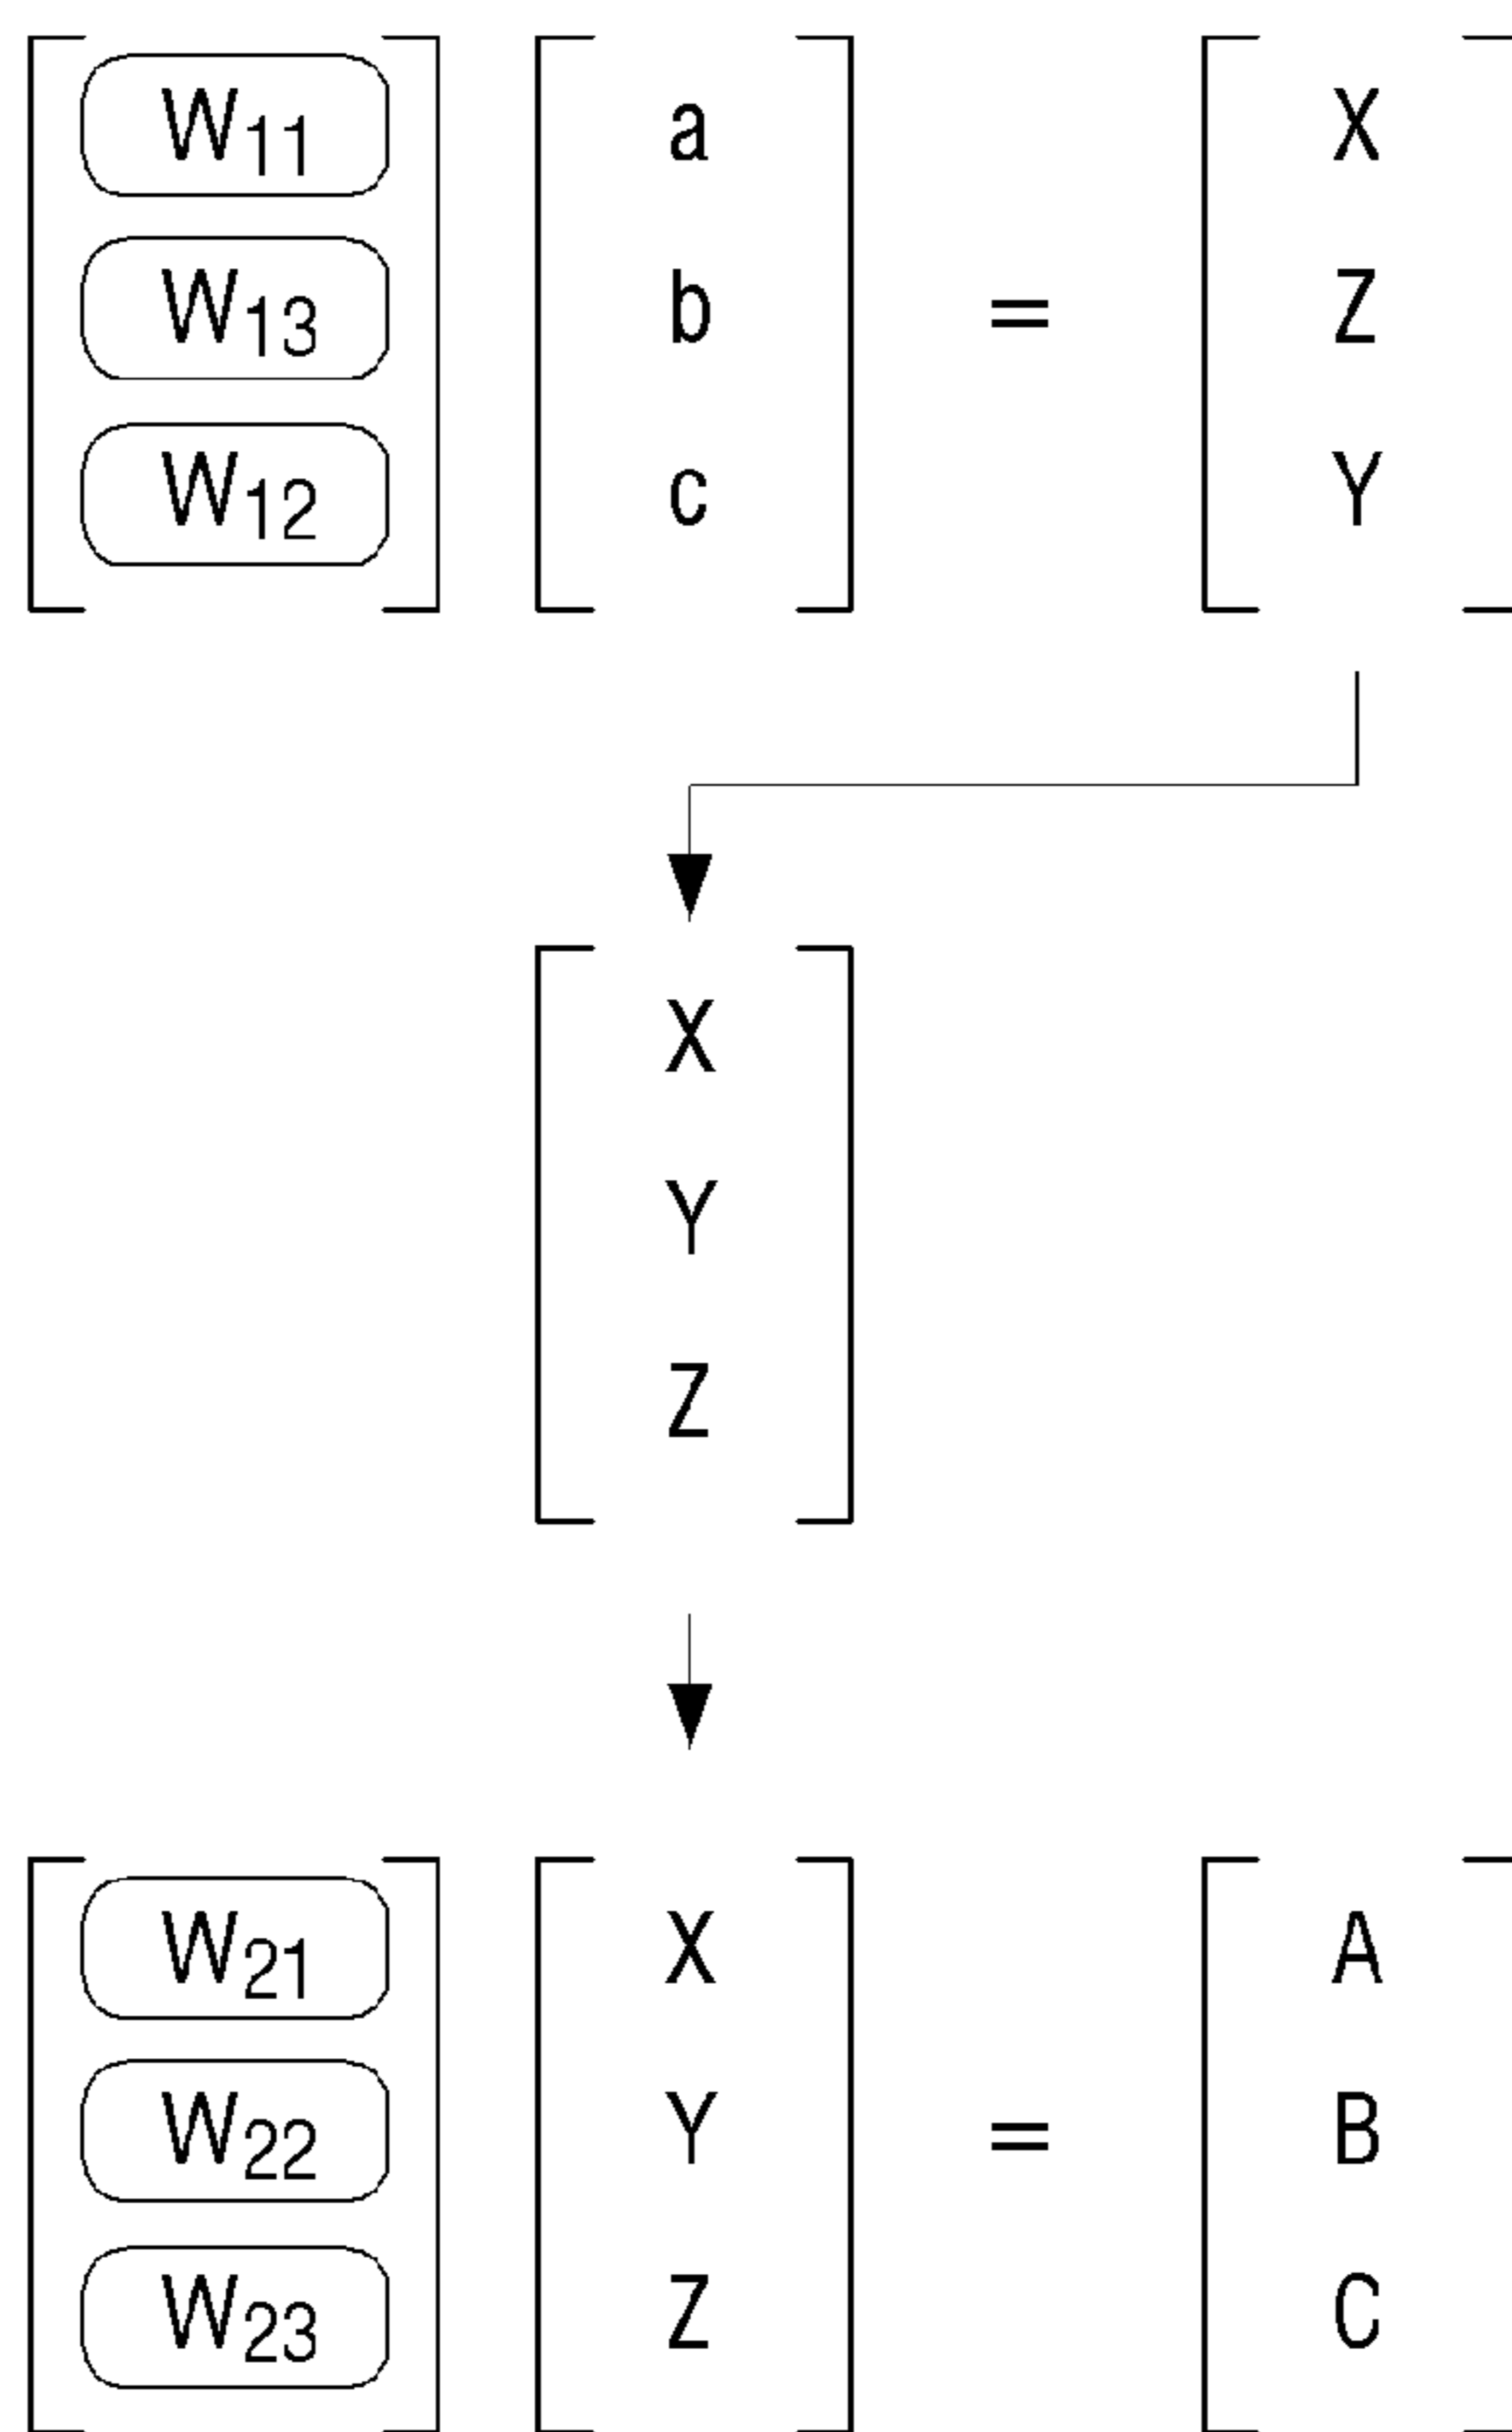 W11 a X
W13 b = Z
W12 c Y
X
Y
Z
W21 X A
W22 Y = B
W23 Z C